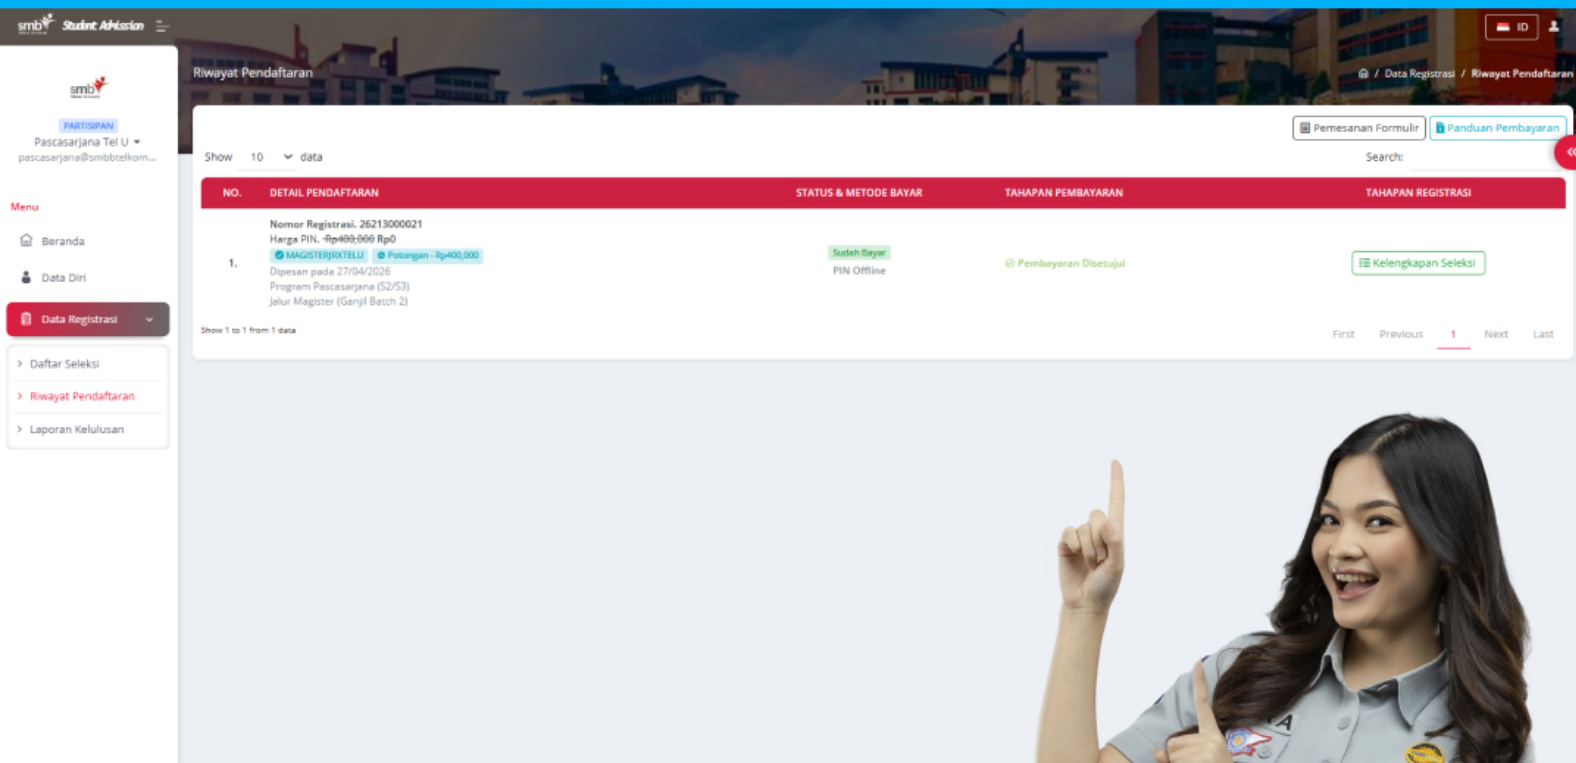 smb Student Admission
ID
Riwayat Pendaftaran
/ Data Registrasi / Riwayat Pendaftaran
smb
PARTISIPAN
Pascasarjana Tel U
pascasarjana@smbbtelkom...
Menu
Beranda
Data Diri
Data Registrasi
Daftar Seleksi
Riwayat Pendaftaran
Laporan Kelulusan
Pemesanan Formulir
Panduan Pembayaran
Show 10 data
Search:
NO. DETAIL PENDAFTARAN STATUS & METODE BAYAR TAHAPAN PEMBAYARAN TAHAPAN REGISTRASI
1.
Nomor Registrasi. 26213000021
Harga PIN. Rp400,000 Rp0
MAGISTERJRXTELU Potongan - Rp400,000
Dipesan pada 27/04/2026
Program Pascasarjana (S2/S3)
Jalur Magister (Ganjil Batch 2)
Sudah Bayar
PIN Offline
Pembayaran Disetujui
Kelengkapan Seleksi
Show 1 to 1 from 1 data
First Previous 1 Next Last